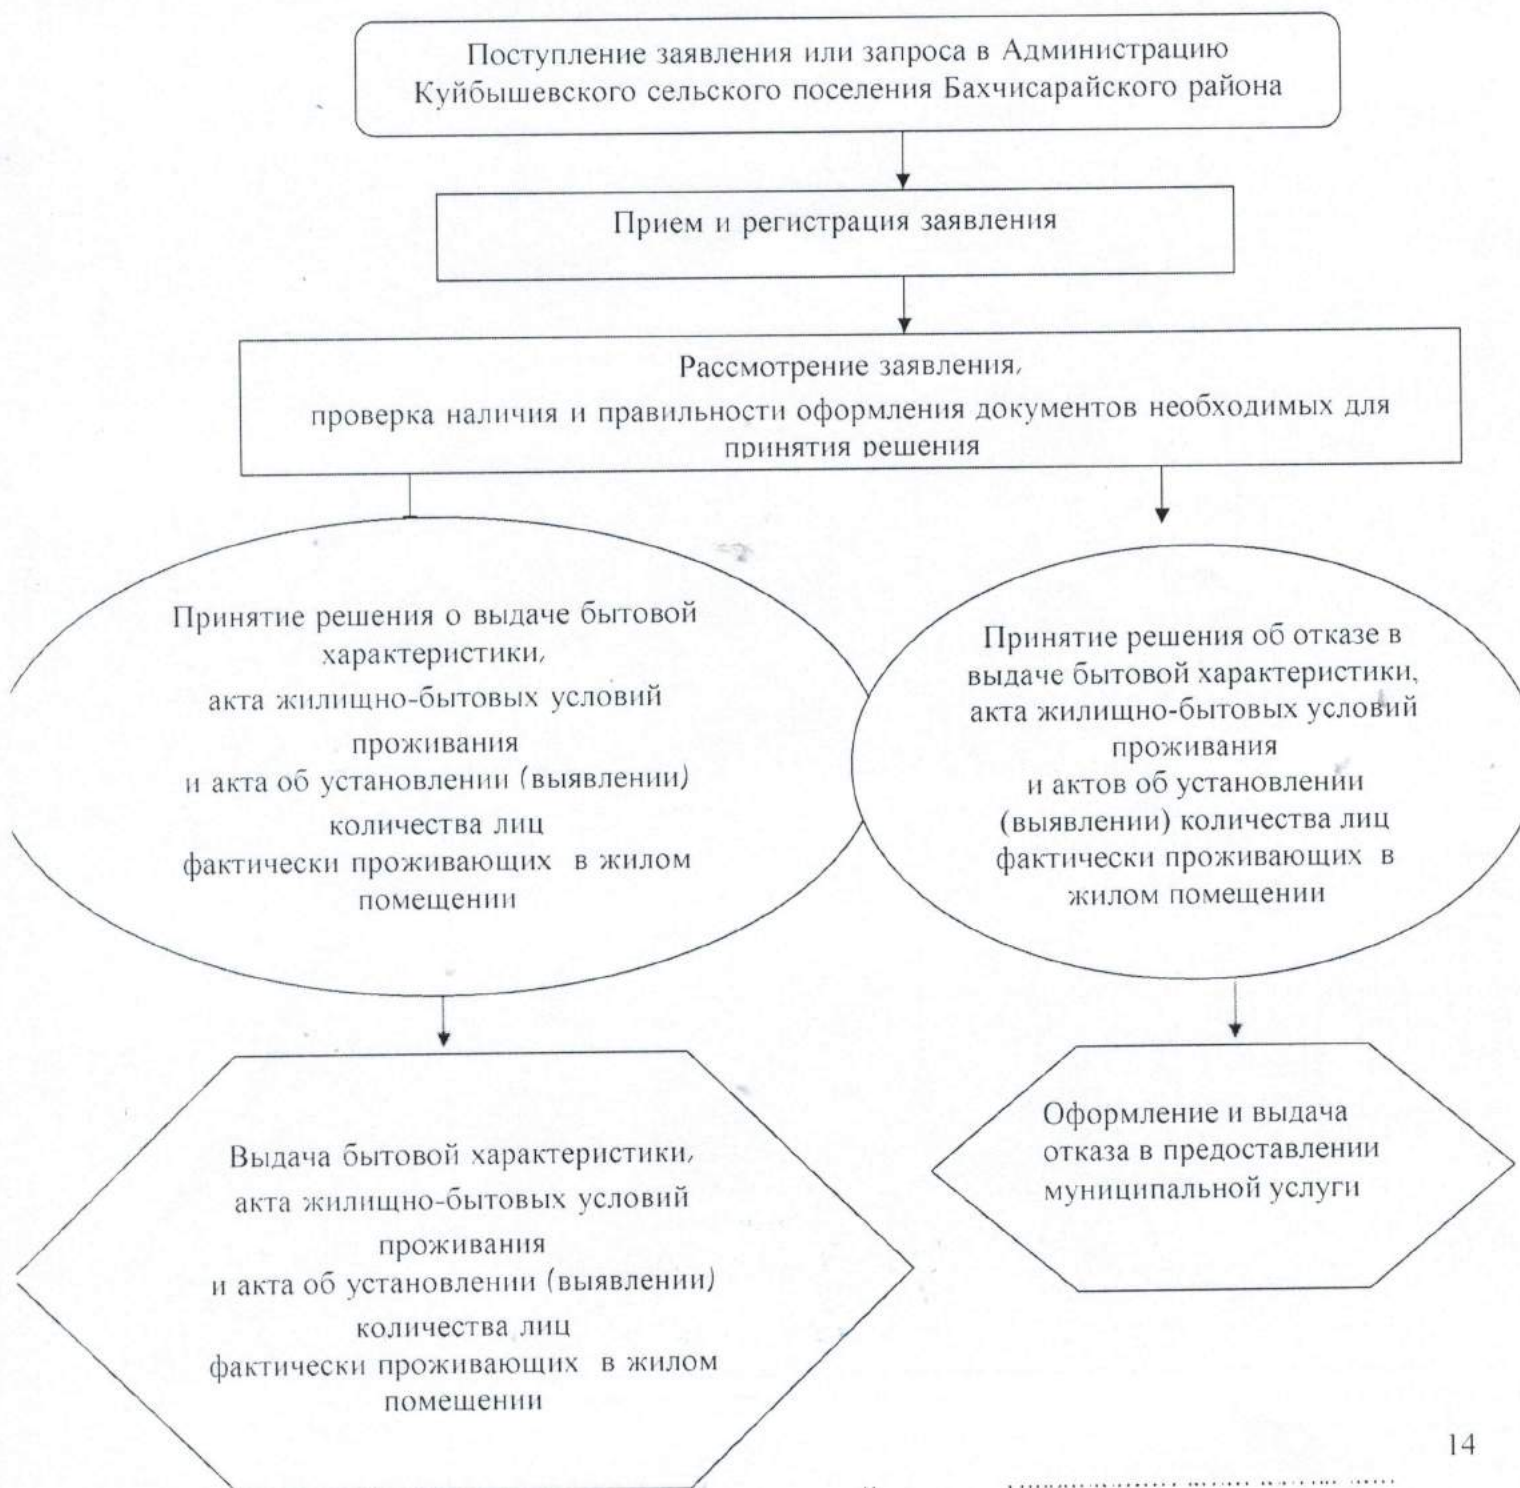 Поступление заявления или запроса в Администрацию
Куйбышевского сельского поселения Бахчисарайского района
Прием и регистрация заявления
Рассмотрение заявления,
проверка наличия и правильности оформления документов необходимых для
принятия решения
Принятие решения о выдаче бытовой
характеристики,
акта жилищно-бытовых условий
проживания
и акта об установлении (выявлении)
количества лиц
фактически проживающих в жилом
помещении
Принятие решения об отказе в
выдаче бытовой характеристики,
акта жилищно-бытовых условий
проживания
и актов об установлении
(выявлении) количества лиц
фактически проживающих в
жилом помещении
Выдача бытовой характеристики,
акта жилищно-бытовых условий
проживания
и акта об установлении (выявлении)
количества лиц
фактически проживающих в жилом
помещении
Оформление и выдача
отказа в предоставлении
муниципальной услуги
14